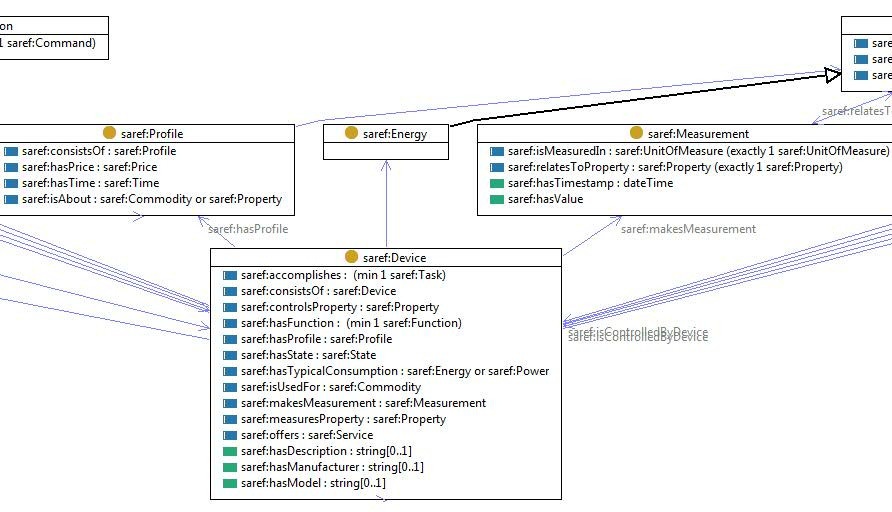 on
1 saref:Command)
sare
sare
sare
saref:relatesTo
saref:Profile
saref:consistsOf : saref:Profile
saref:hasPrice : saref:Price
saref:hasTime : saref:Time
saref:isAbout : saref:Commodity or saref:Property
saref:Energy
saref:Measurement
saref:isMeasuredIn : saref:UnitOfMeasure (exactly 1 saref:UnitOfMeasure)
saref:relatesToProperty : saref:Property (exactly 1 saref:Property)
saref:hasTimestamp : dateTime
saref:hasValue
saref:hasProfile
saref:makesMeasurement
saref:Device
saref:accomplishes : (min 1 saref:Task)
saref:consistsOf : saref:Device
saref:controlsProperty : saref:Property
saref:hasFunction : (min 1 saref:Function)
saref:hasProfile : saref:Profile
saref:hasState : saref:State
saref:hasTypicalConsumption : saref:Energy or saref:Power
saref:isUsedFor : saref:Commodity
saref:makesMeasurement : saref:Measurement
saref:measuresProperty : saref:Property
saref:offers : saref:Service
saref:hasDescription : string[0..1]
saref:hasManufacturer : string[0..1]
saref:hasModel : string[0..1]
saref:isControlledByDevice
saref:isControlledByDevice